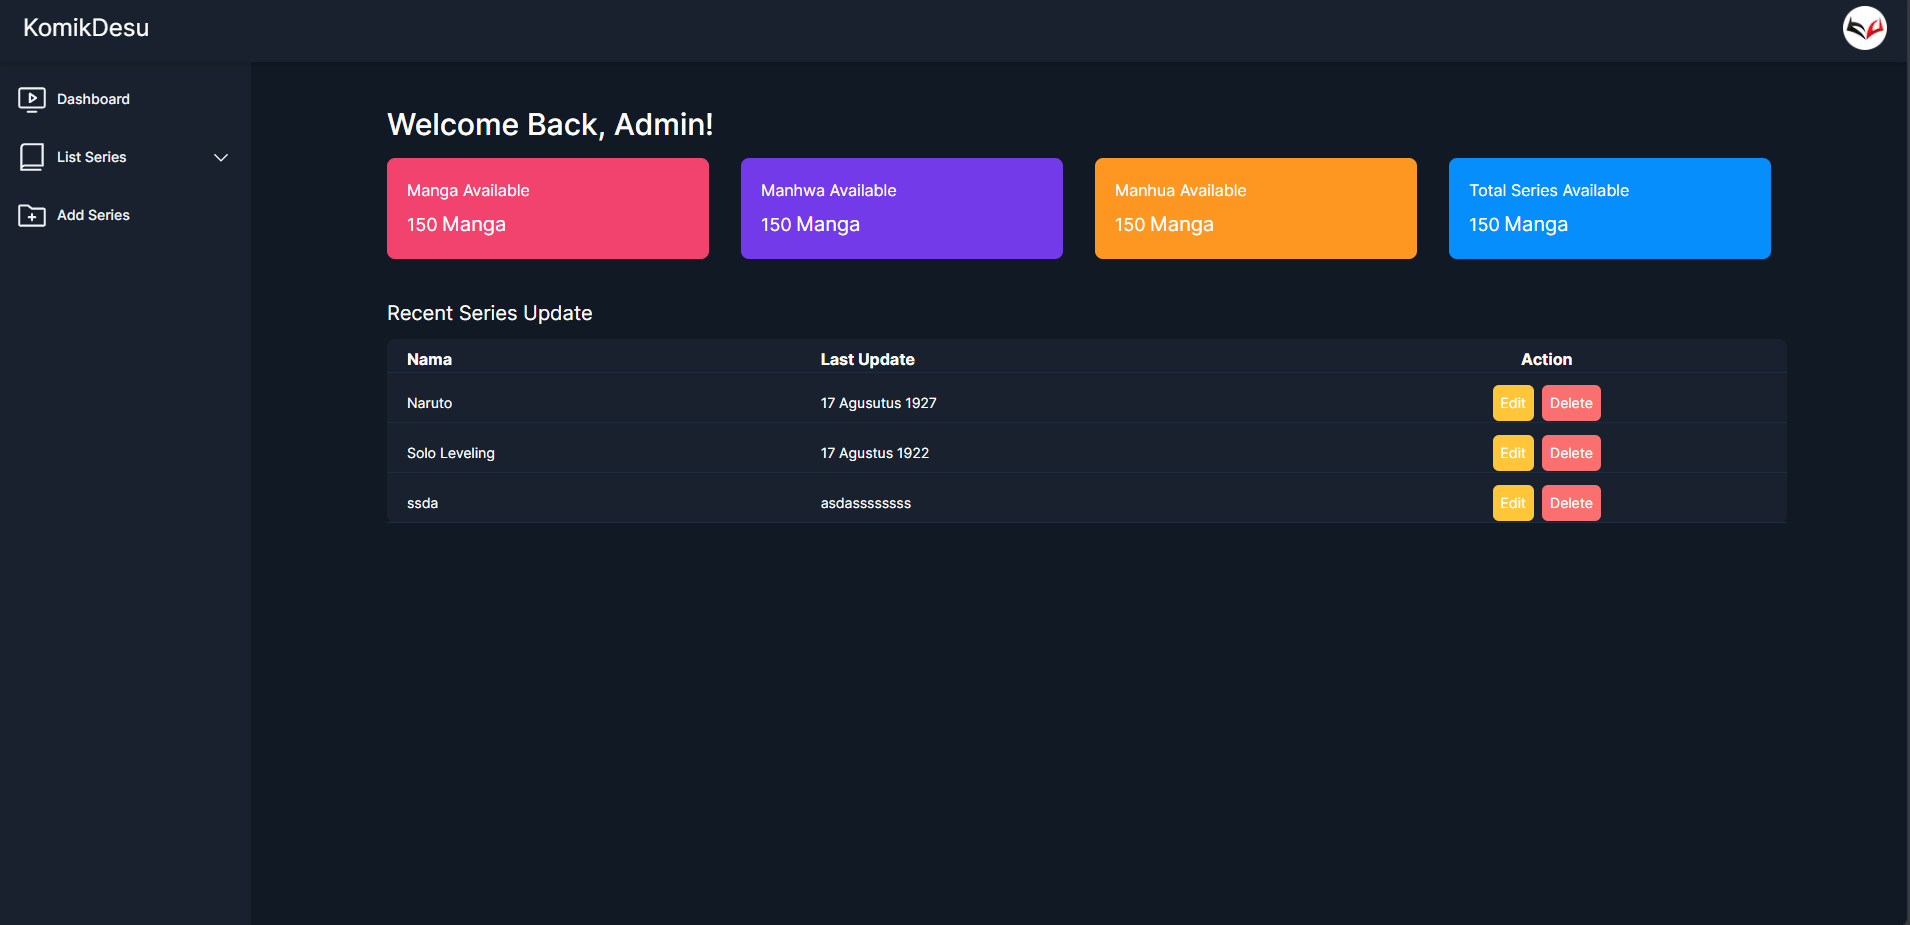 KomikDesu
Dashboard
List Series
Add Series
Welcome Back, Admin!
Manga Available
150 Manga
Manhwa Available
150 Manga
Manhua Available
150 Manga
Total Series Available
150 Manga
Recent Series Update
Nama Last Update Action
Naruto 17 Agusutus 1927 Edit Delete
Solo Leveling 17 Agustus 1922 Edit Delete
ssda asdassssssss Edit Delete